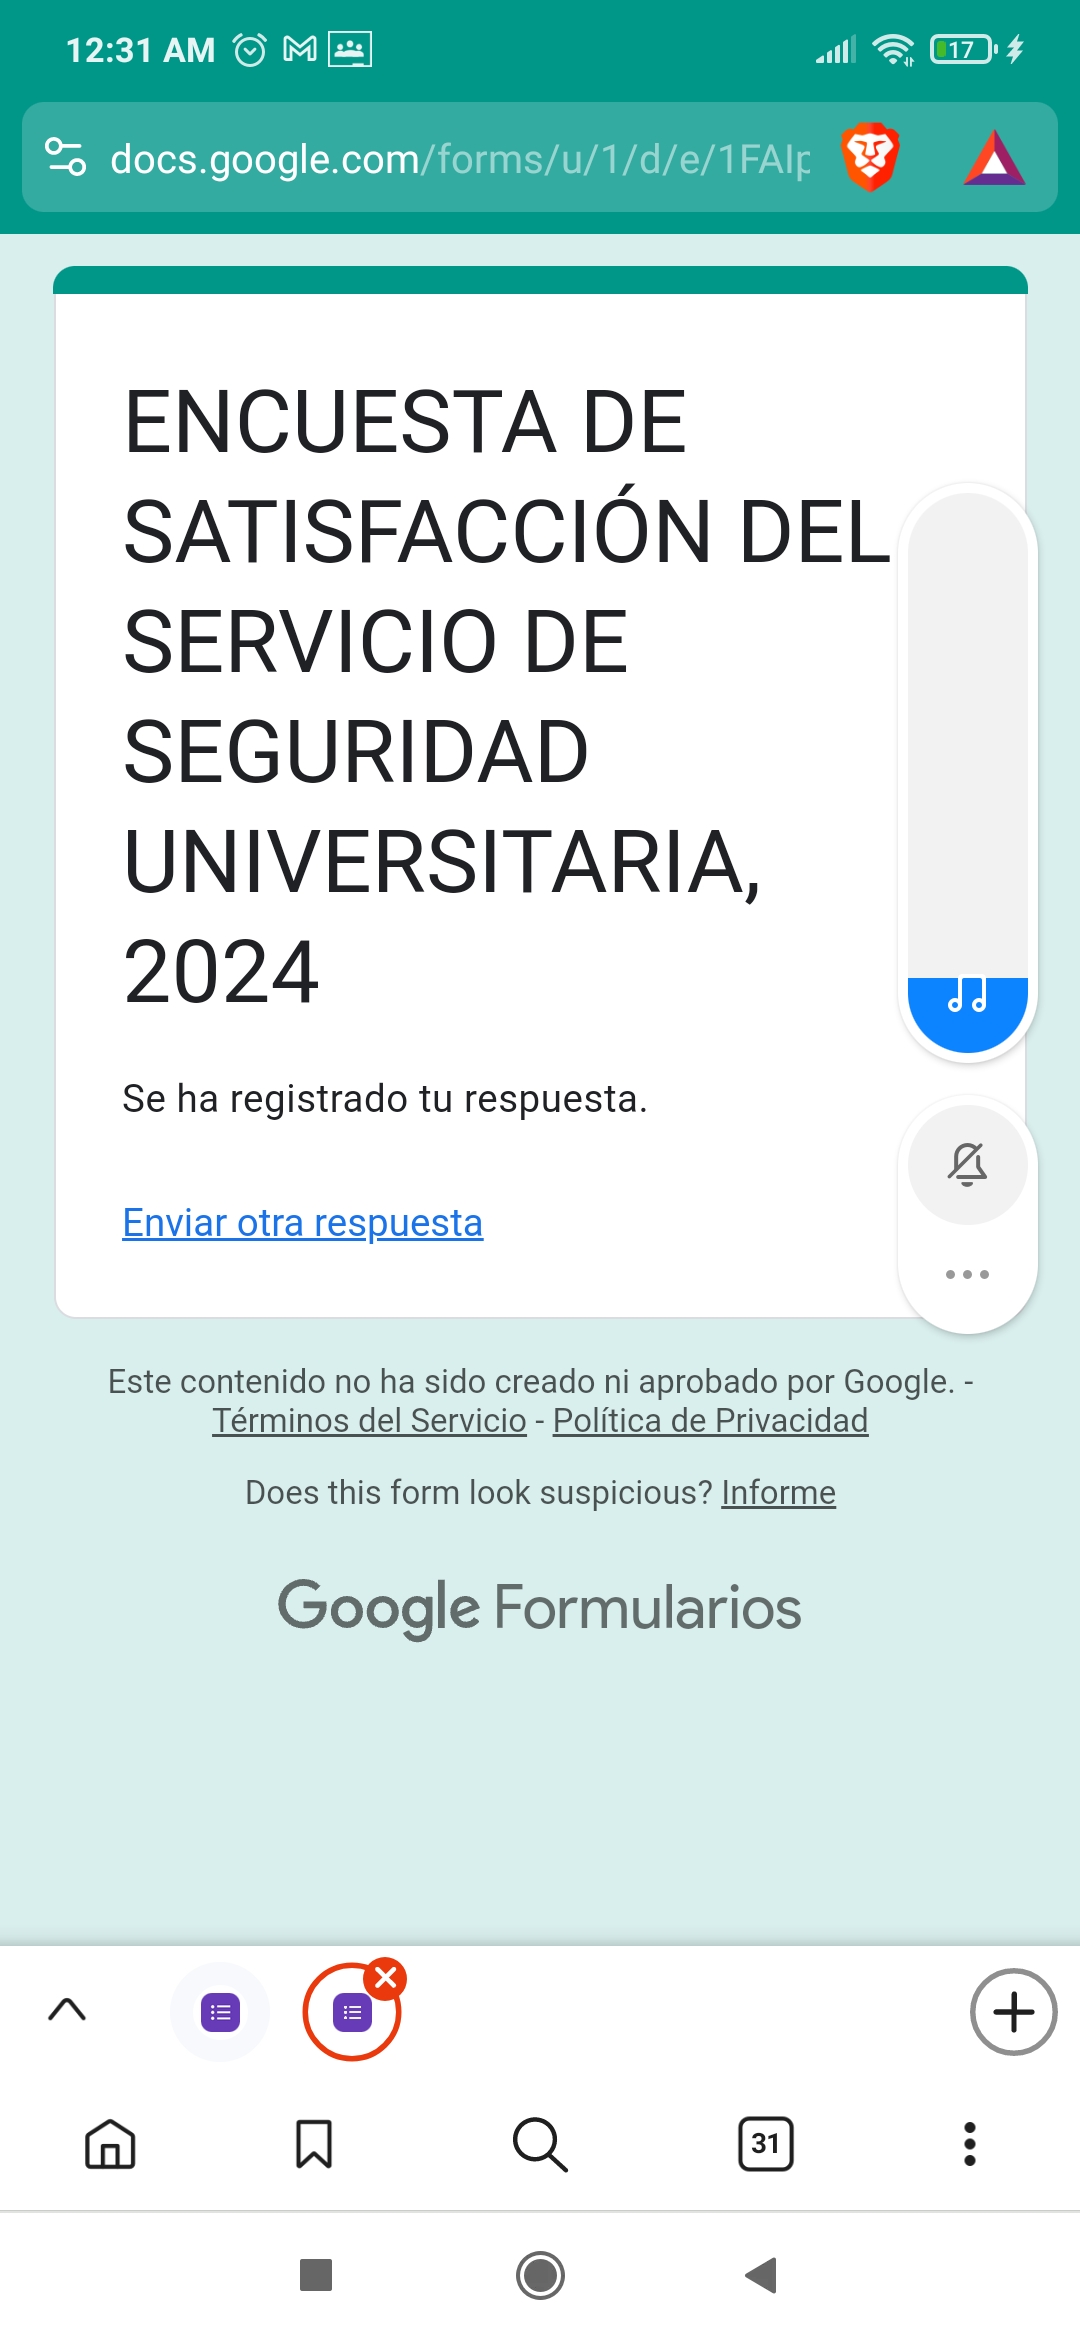 12:31 AM
17
docs.google.com/forms/u/1/d/e/1FAIp
ENCUESTA DE
SATISFACCIÓN DEL
SERVICIO DE
SEGURIDAD
UNIVERSITARIA,
2024
Se ha registrado tu respuesta.
Enviar otra respuesta
Este contenido no ha sido creado ni aprobado por Google. -
Términos del Servicio - Política de Privacidad
Does this form look suspicious? Informe
Google Formularios
31